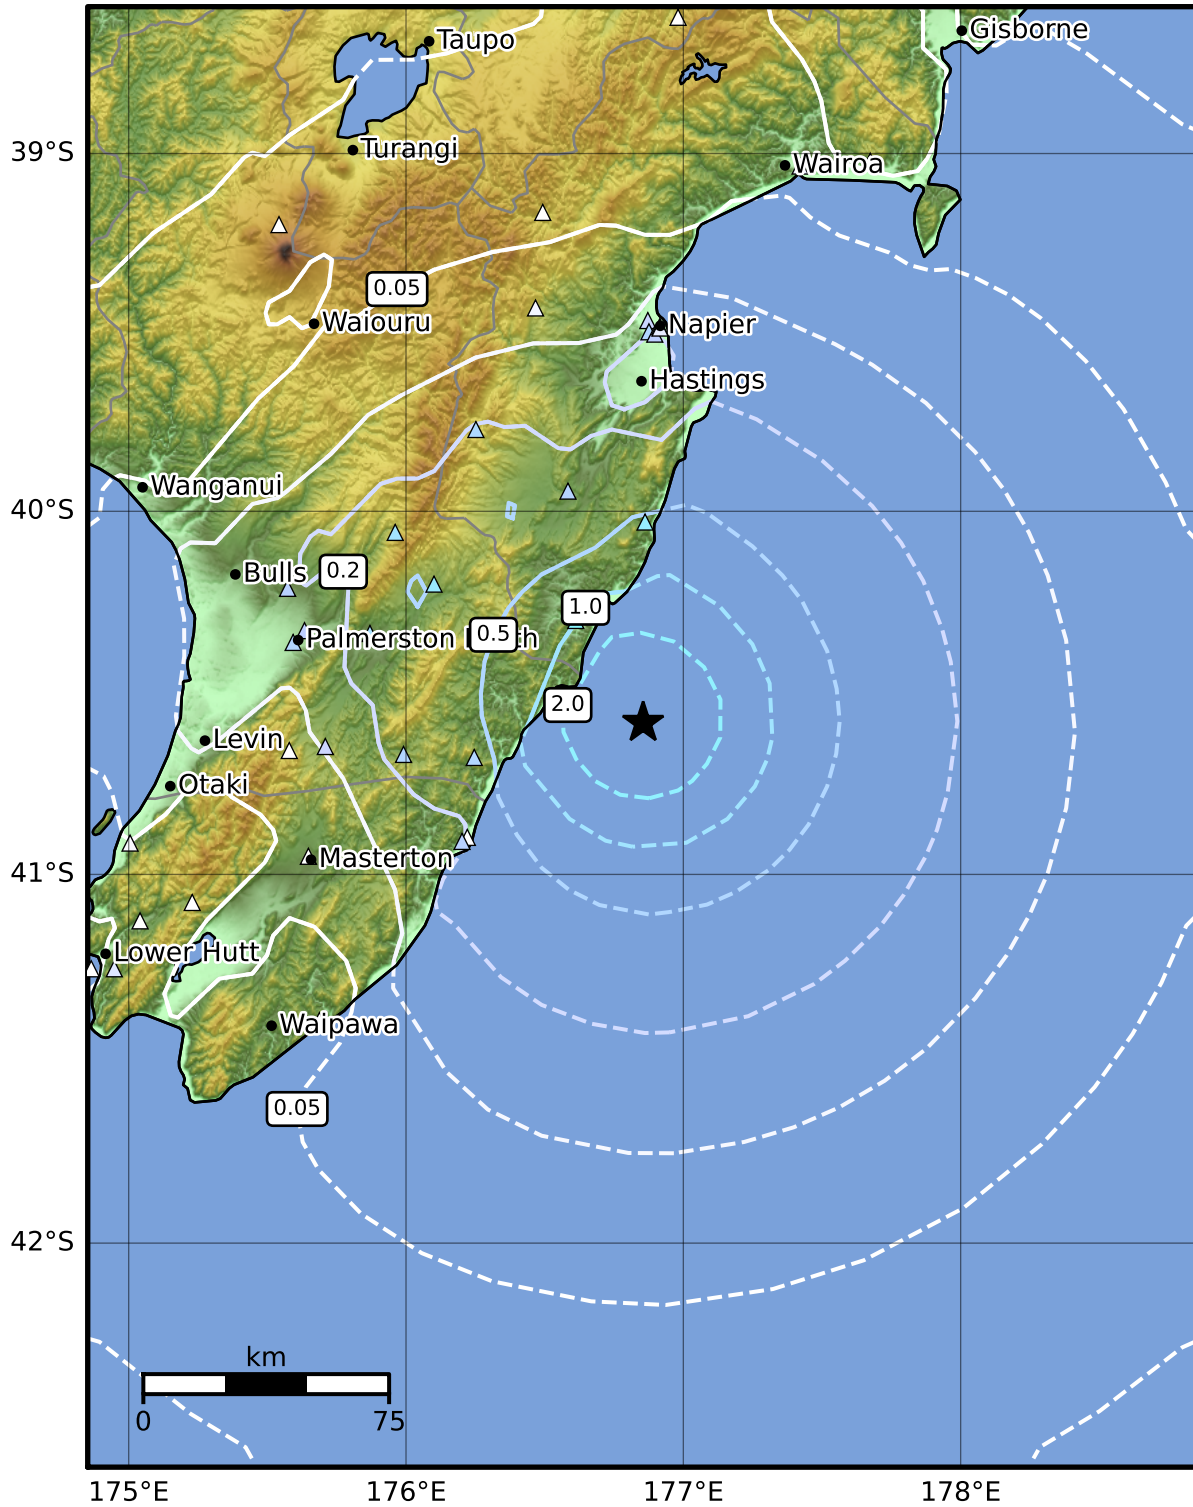 Gisborne
Taupo
Turangi
39°S
Wairoa
0.05
Waiouru
Napier
Hastings
Wanganui
40°S
Bulls
0.2
1.0
Palmerston
0.5
th
2.0
Levin
Otaki
Masterton
41°S
Lower Hutt
Waipawa
0.05
42°S
km
0
75
175°E
176°E
177°E
178°E